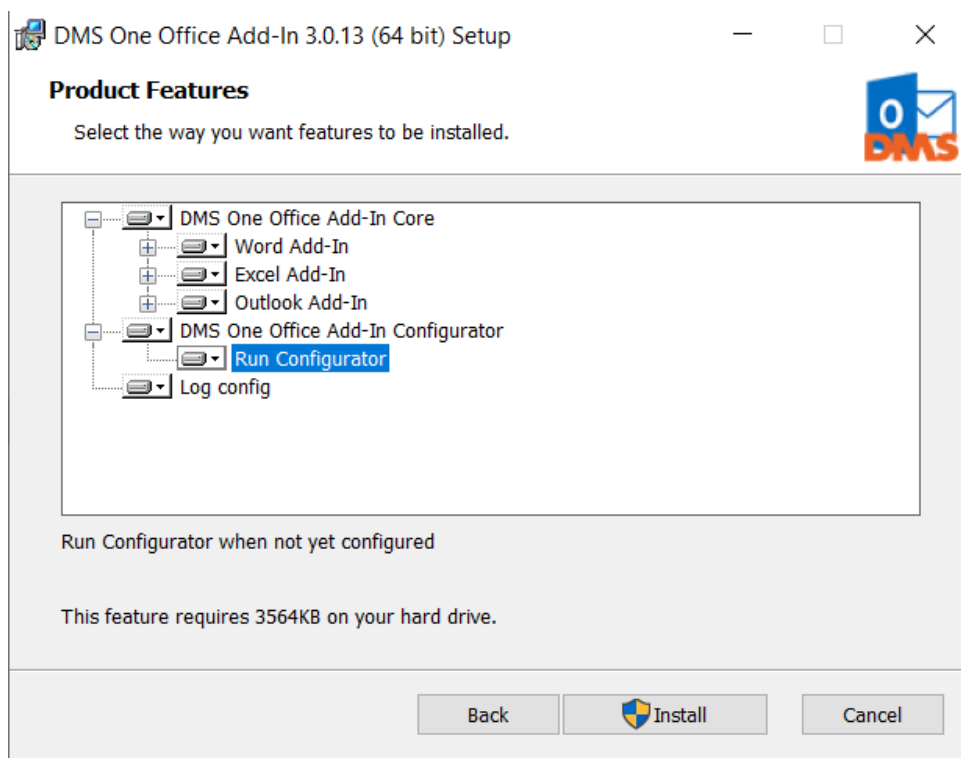 DMS One Office Add-In 3.0.13 (64 bit) Setup
Product Features
Select the way you want features to be installed.
O
DMS
DMS One Office Add-In Core
Word Add-In
Excel Add-In
Outlook Add-In
DMS One Office Add-In Configurator
Run Configurator
Log config
Run Configurator when not yet configured
This feature requires 3564KB on your hard drive.
Back
Install
Cancel